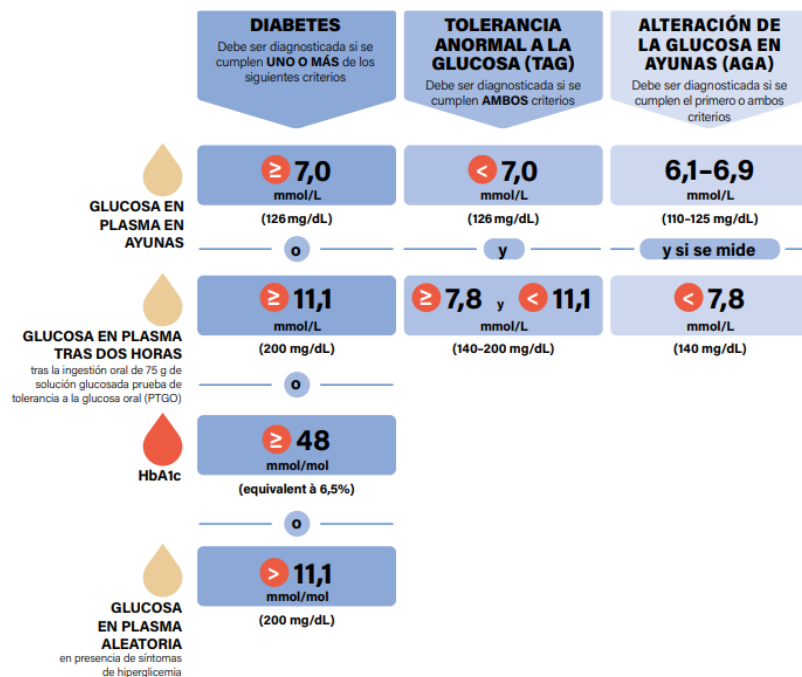 DIABETES
Debe ser diagnosticada si se
cumplen UNO O MÁS de los
siguientes criterios
TOLERANCIA
ANORMAL A LA
GLUCOSA (TAG)
Debe ser diagnosticada si se
cumplen AMBOS criterios
ALTERACIÓN DE
LA GLUCOSA EN
AYUNAS (AGA)
Debe ser diagnosticada si se
cumplen el primero o ambos
criterios
GLUCOSA EN
PLASMA EN
AYUNAS
≥ 7,0
mmol/L
(126 mg/dL)
< 7,0
mmol/L
(126 mg/dL)
6,1–6,9
mmol/L
(110–125 mg/dL)
o
y
y si se mide
GLUCOSA EN PLASMA
TRAS DOS HORAS
tras la ingestión oral de 75 g de
solución glucosada prueba de
tolerancia a la glucosa oral (PTGO)
≥ 11,1
mmol/L
(200 mg/dL)
≥ 7,8 y < 11,1
mmol/L
(140–200 mg/dL)
< 7,8
mmol/L
(140 mg/dL)
o
HbA1c
≥ 48
mmol/mol
(equivalent à 6,5%)
o
GLUCOSA
EN PLASMA
ALEATORIA
en presencia de síntomas
de hiperglicemia
> 11,1
mmol/mol
(200 mg/dL)